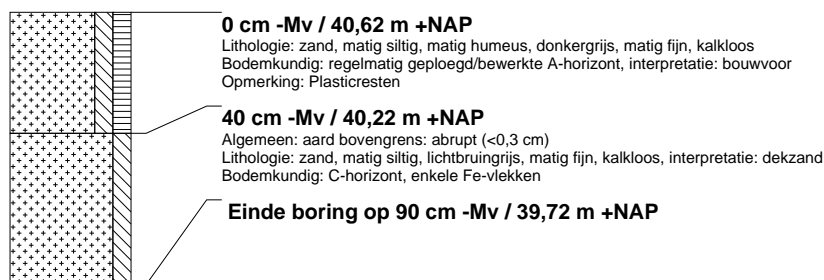 0 cm -Mv / 40,62 m +NAP
Lithologie: zand, matig siltig, matig humeus, donkergrijs, matig fijn, kalkloos
Bodemkundig: regelmatig geploegd/bewerkte A-horizont, interpretatie: bouwvoor
Opmerking: Plasticresten
40 cm -Mv / 40,22 m +NAP
Algemeen: aard bovengrens: abrupt (<0,3 cm)
Lithologie: zand, matig siltig, lichtbruingrijs, matig fijn, kalkloos, interpretatie: dekzand
Bodemkundig: C-horizont, enkele Fe-vlekken
Einde boring op 90 cm -Mv / 39,72 m +NAP